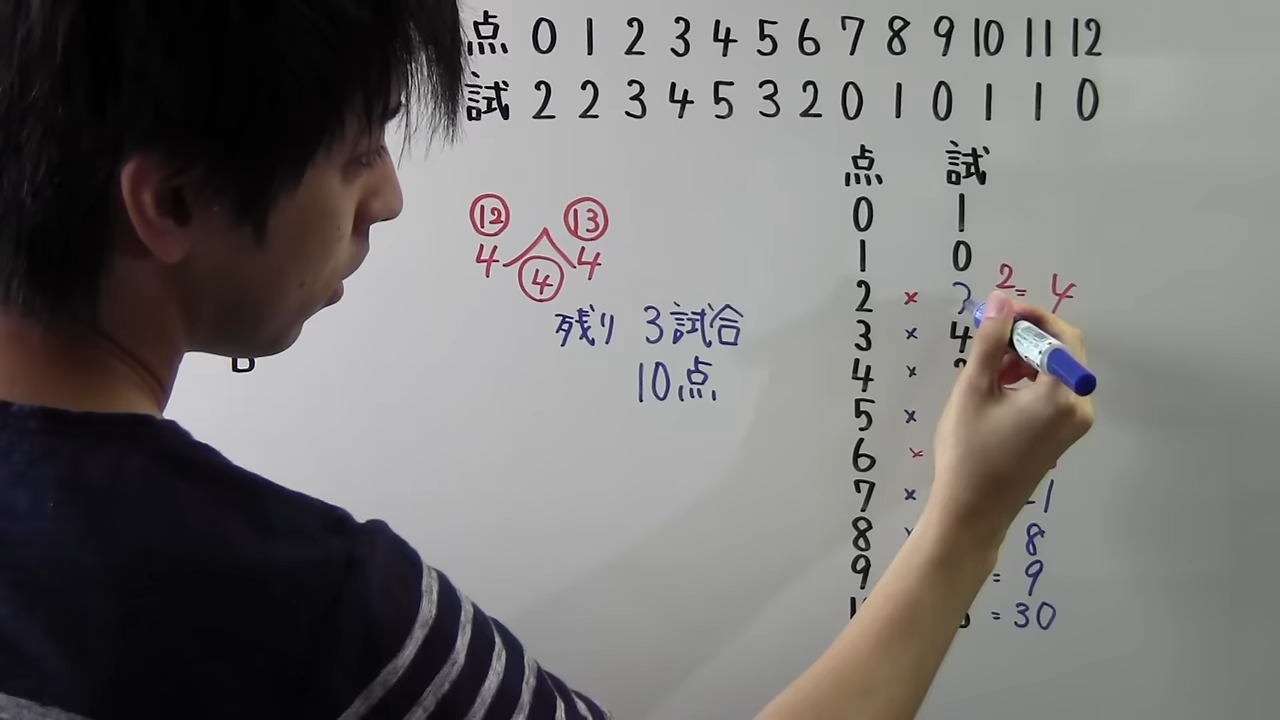 点 0 1 2 3 4 5 6 7 8 9 10 11 12
試 2 2 3 4 5 3 2 0 1 0 1 1 0
12 13
4 4
4
残り 3試合
10点
B
点 試
0 1
1 0
2 × 3 2 = 4
3 × 4
4 ×
5 ×
6 ×
7 × 1
8 8
9 = 9
= 30